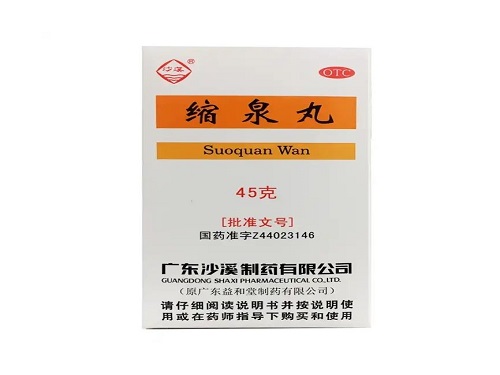 沙溪®
OTC
缩泉丸
Suoquan Wan
45克
[批准文号]
国药准字Z44023146
广东沙溪制药有限公司
GUANGDONG SHAXI PHARMACEUTICAL CO.,LTD.
(原广东益和堂制药有限公司)
请仔细阅读说明书并按说明使
用或在药师指导下购买和使用